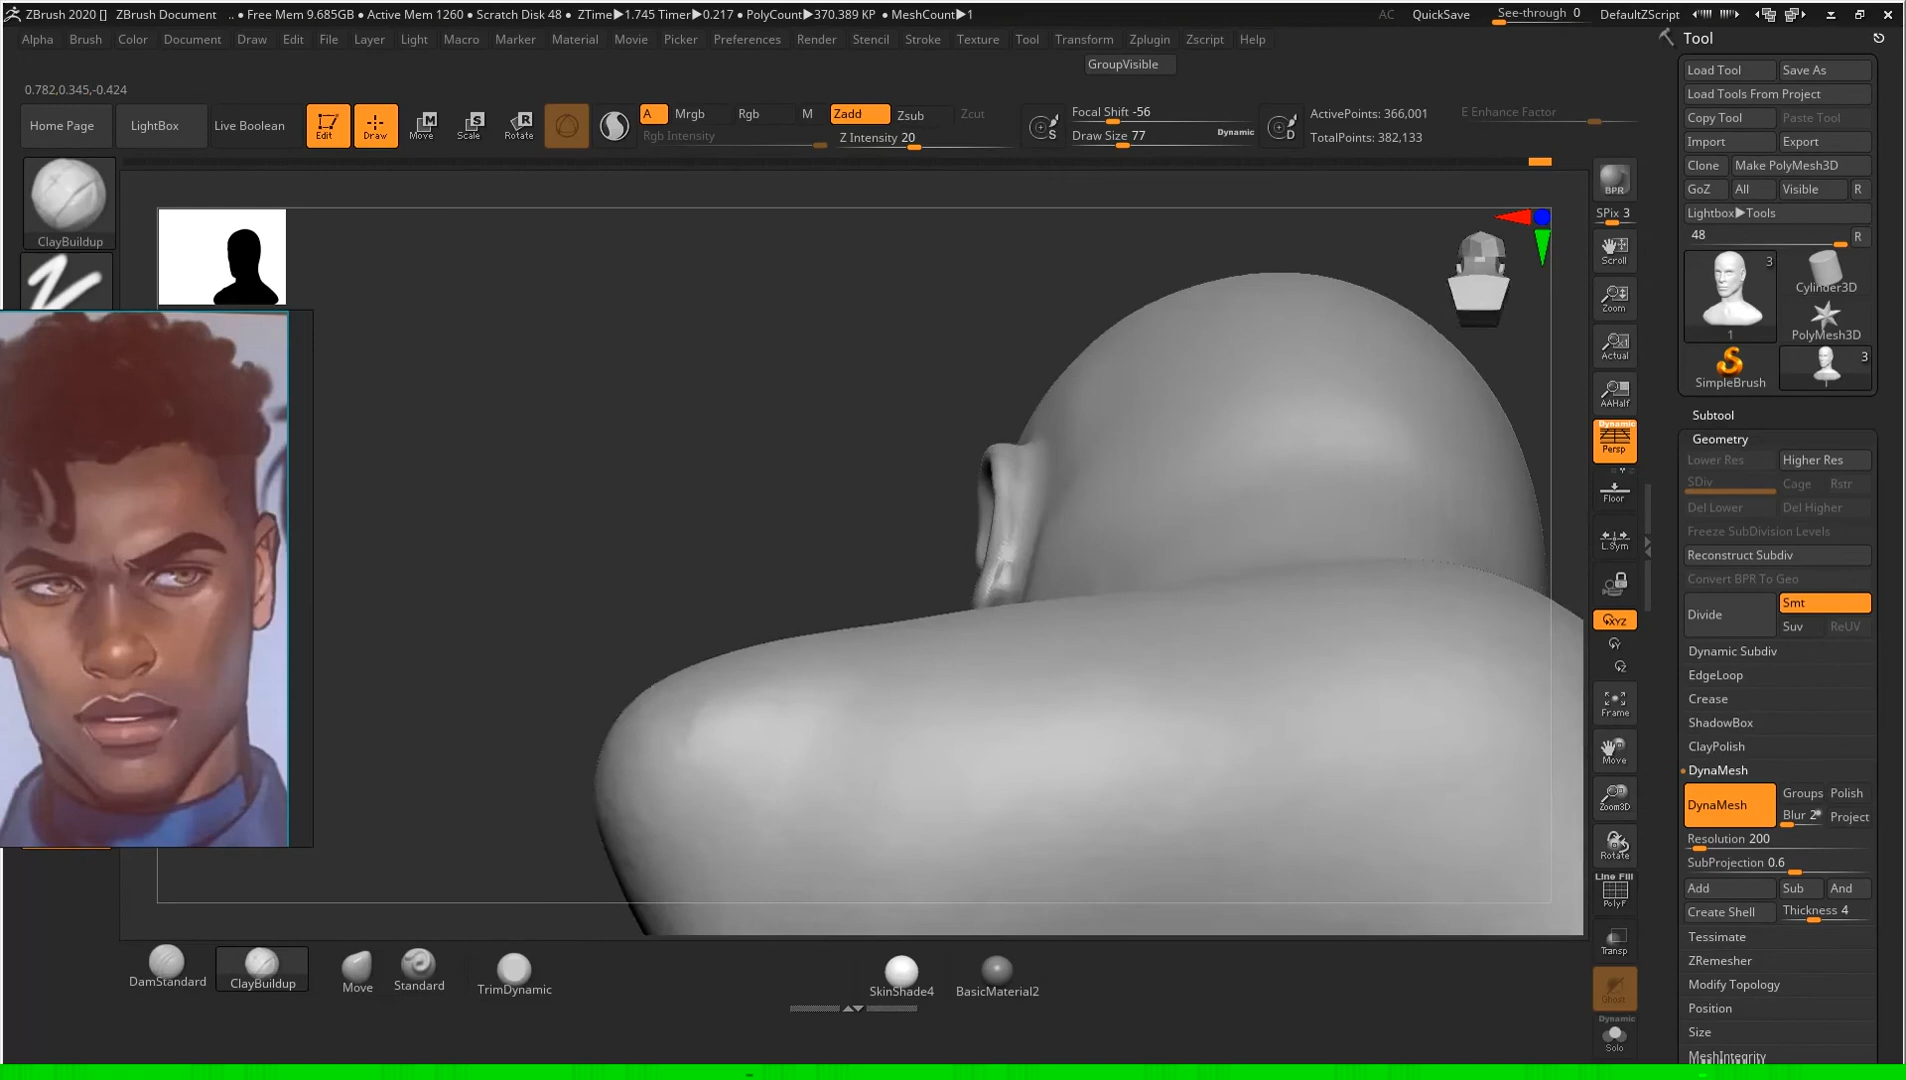 ZBrush 2020 [] ZBrush Document .. ● Free Mem 9.685GB ● Active Mem 1260 ● Scratch Disk 48 ● ZTime▶1.745 Timer▶0.217 ● PolyCount▶370.389 KP ● MeshCount▶1 AC QuickSave See-through 0 DefaultZScript
Alpha Brush Color Document Draw Edit File Layer Light Macro Marker Material Movie Picker Preferences Render Stencil Stroke Texture Tool Transform Zplugin Zscript Help
GroupVisible
0.782,0.345,-0.424
Home Page LightBox Live Boolean Edit Draw Move Scale Rotate
A Mrgb Rgb M Zadd Zsub Zcut
Rgb Intensity Z Intensity 20
Focal Shift -56
Draw Size 77 Dynamic
ActivePoints: 366,001
TotalPoints: 382,133
E Enhance Factor
ClayBuildup
BPR
SPix 3
Scroll
Zoom
Actual
AAHalf
Dynamic
Persp
Floor
L.Sym
XYZ
Frame
Move
Zoom3D
Rotate
Line Fill
PolyF
Transp
Ghost
Dynamic
Solo
DamStandard ClayBuildup Move Standard TrimDynamic SkinShade4 BasicMaterial2
Tool
Load Tool Save As
Load Tools From Project
Copy Tool Paste Tool
Import Export
Clone Make PolyMesh3D
GoZ All Visible R
Lightbox▶Tools
48 R
3
1
Cylinder3D
PolyMesh3D
SimpleBrush
3
1
Subtool
Geometry
Lower Res Higher Res
SDiv Cage Rstr
Del Lower Del Higher
Freeze SubDivision Levels
Reconstruct Subdiv
Convert BPR To Geo
Divide Smt
Suv ReUV
Dynamic Subdiv
EdgeLoop
Crease
ShadowBox
ClayPolish
DynaMesh
DynaMesh Groups Polish
Blur 2 Project
Resolution 200
SubProjection 0.6
Add Sub And
Create Shell Thickness 4
Tessimate
ZRemesher
Modify Topology
Position
Size
MeshIntegrity